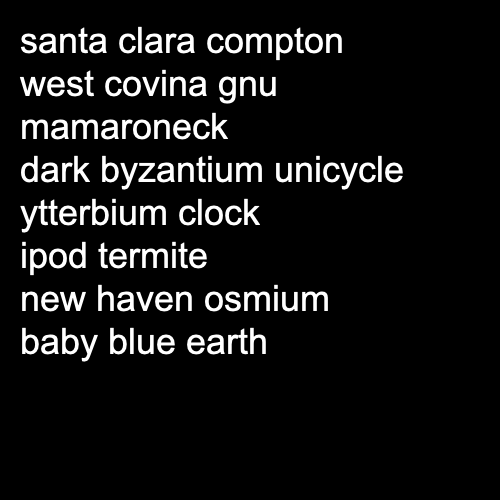 santa clara compton
west covina gnu
mamaroneck
dark byzantium unicycle
ytterbium clock
ipod termite
new haven osmium
baby blue earth